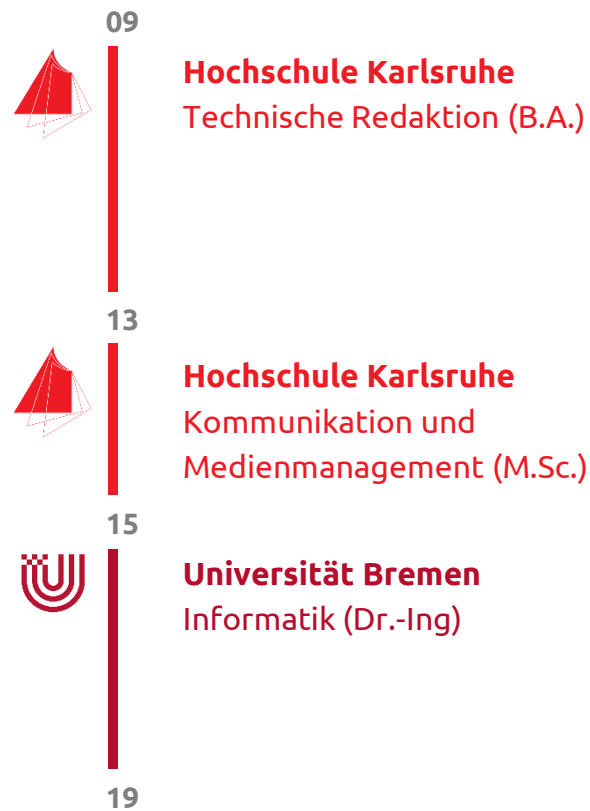 09
Hochschule Karlsruhe
Technische Redaktion (B.A.)
13
Hochschule Karlsruhe
Kommunikation und
Medienmanagement (M.Sc.)
15
Universität Bremen
Informatik (Dr.-Ing)
19